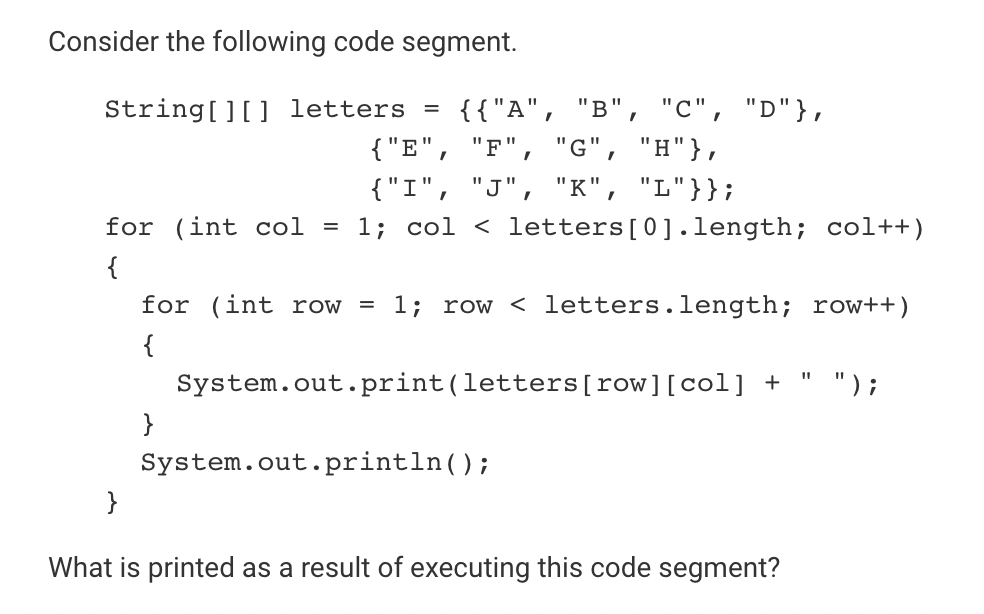 Consider the following code segment.
String[][] letters = {{"A", "B", "C", "D"},
{"E", "F", "G", "H"},
{"I", "J", "K", "L"}};
for (int col = 1; col < letters[0].length; col++)
{
for (int row = 1; row < letters.length; row++)
{
System.out.print(letters[row][col] + " ");
}
System.out.println();
}
What is printed as a result of executing this code segment?